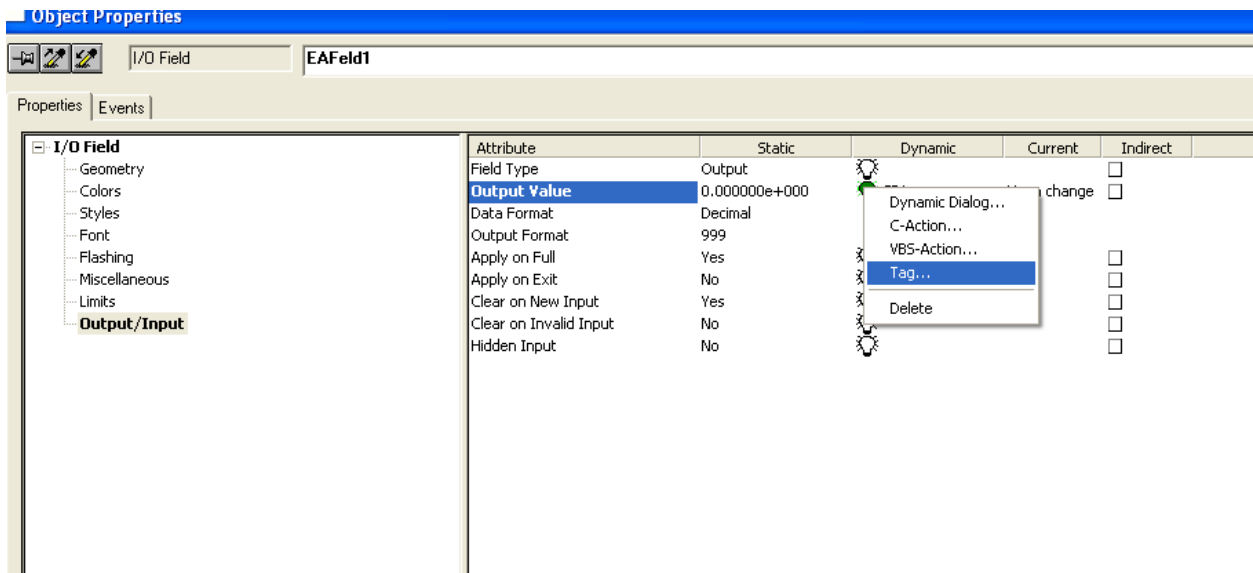 Object Properties
I/O Field EAFeld1
Properties Events
I/O Field
Geometry
Colors
Styles
Font
Flashing
Miscellaneous
Limits
Output/Input
Attribute Static Dynamic Current Indirect
Field Type Output
Output Value 0.000000e+000 change
Data Format Decimal
Output Format 999
Apply on Full Yes
Apply on Exit No
Clear on New Input Yes
Clear on Invalid Input No
Hidden Input No
Dynamic Dialog...
C-Action...
VBS-Action...
Tag...
Delete